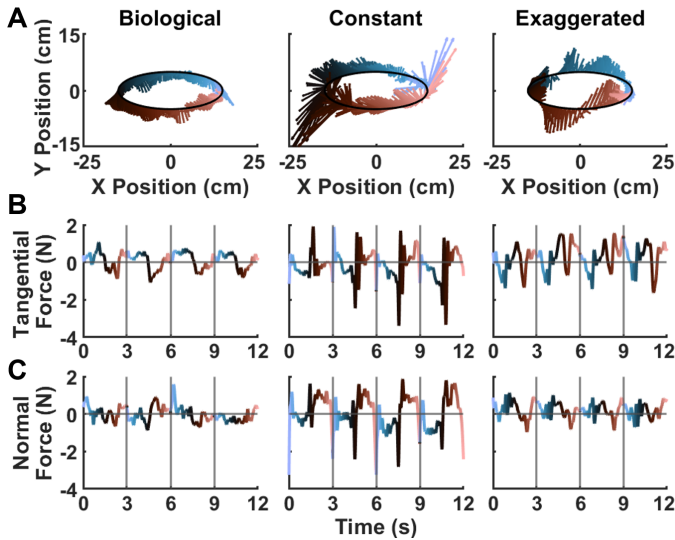 A Biological Constant Exaggerated
Y Position (cm)
15
0
-15
-25 0 25 -25 0 25 -25 0 25
X Position (cm) X Position (cm) X Position (cm)
B
Tangential
Force (N)
2
0
-2
-4
0 3 6 9 12 0 3 6 9 12 0 3 6 9 12
C
Normal
Force (N)
2
0
-2
-4
0 3 6 9 12 0 3 6 9 12 0 3 6 9 12
Time (s)